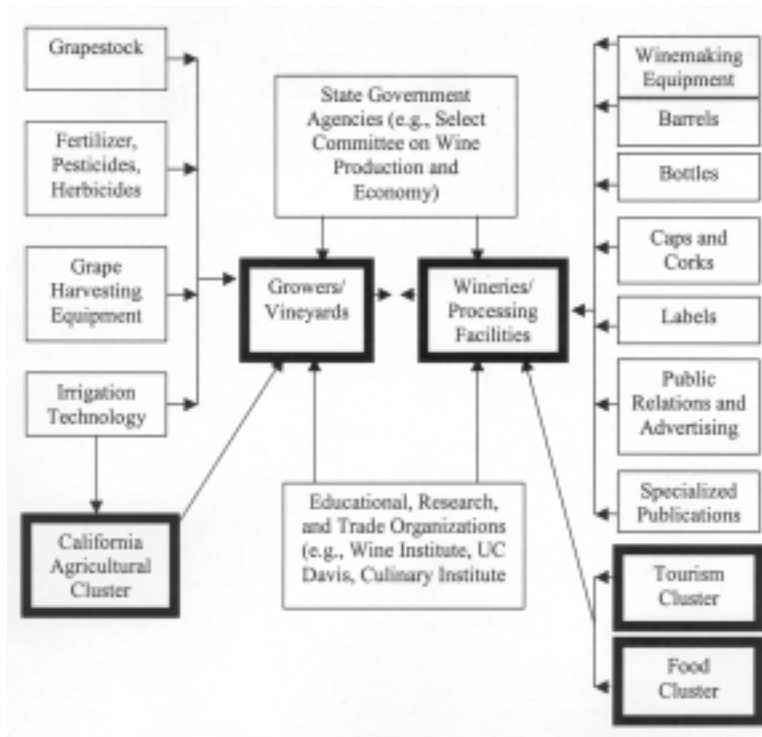 Grapestock
Fertilizer,
Pesticides,
Herbicides
Grape
Harvesting
Equipment
Irrigation
Technology
California
Agricultural
Cluster
State Government
Agencies (e.g., Select
Committee on Wine
Production and
Economy)
Growers/
Vineyards
Wineries/
Processing
Facilities
Educational, Research,
and Trade Organizations
(e.g., Wine Institute, UC
Davis, Culinary Institute
Winemaking
Equipment
Barrels
Bottles
Caps and
Corks
Labels
Public
Relations and
Advertising
Specialized
Publications
Tourism
Cluster
Food
Cluster